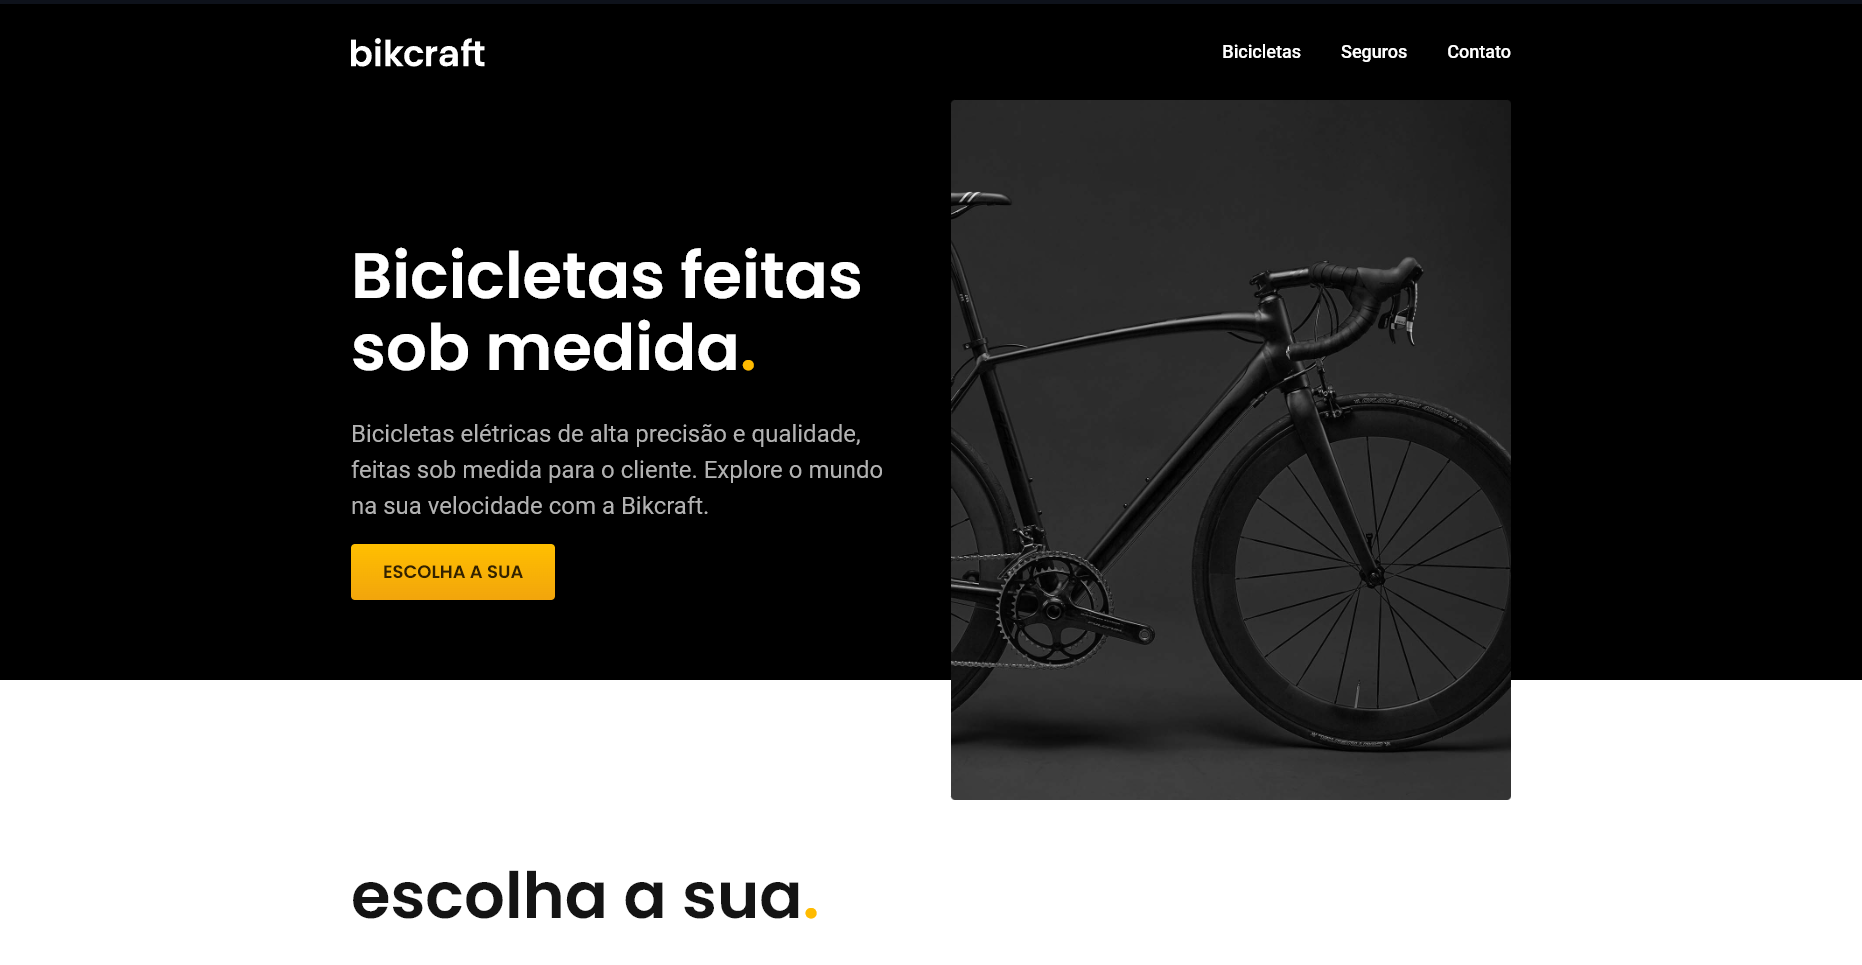 bikcraft
Bicicletas Seguros Contato
Bicicletas feitas
sob medida.
Bicicletas elétricas de alta precisão e qualidade,
feitas sob medida para o cliente. Explore o mundo
na sua velocidade com a Bikcraft.
ESCOLHA A SUA
escolha a sua.